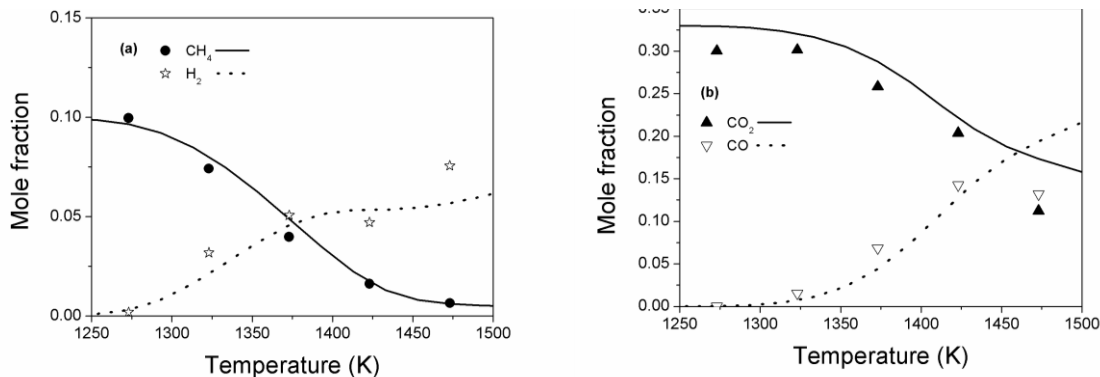 (a)
CH4
H2
0.15
0.10
0.05
0.00
Mole fraction
1250 1300 1350 1400 1450 1500
Temperature (K)
0.35
0.30
0.25
0.20
0.15
0.10
0.05
0.00
Mole fraction
(b)
CO2
CO
1250 1300 1350 1400 1450 1500
Temperature (K)